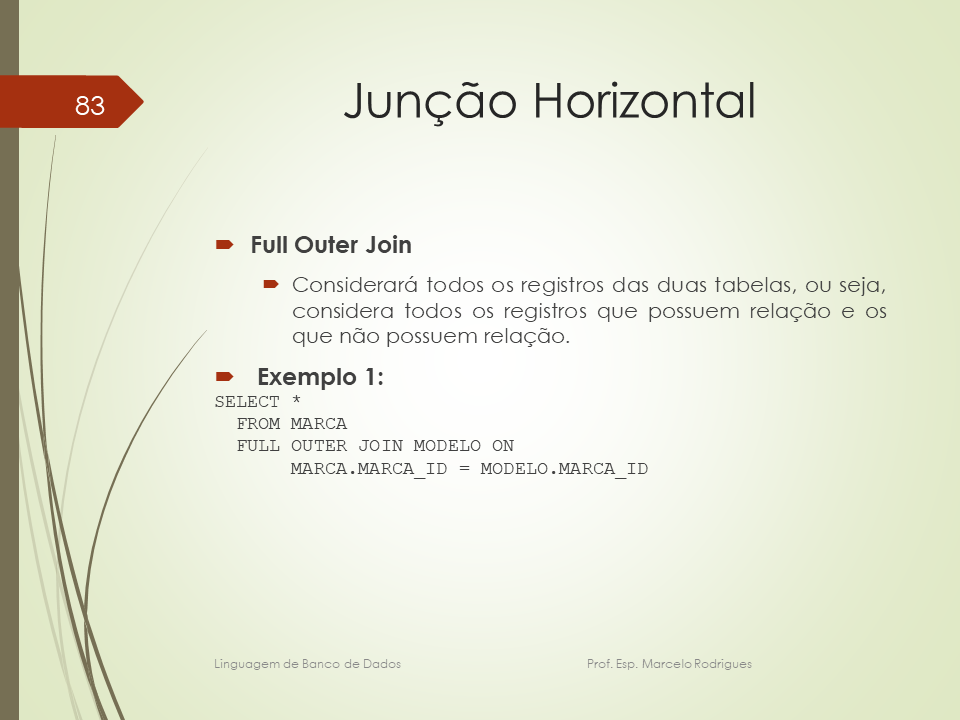 83
Junção Horizontal
Full Outer Join
Considerará todos os registros das duas tabelas, ou seja,
considera todos os registros que possuem relação e os
que não possuem relação.
Exemplo 1:
SELECT *
FROM MARCA
FULL OUTER JOIN MODELO ON
MARCA.MARCA_ID = MODELO.MARCA_ID
Linguagem de Banco de Dados Prof. Esp. Marcelo Rodrigues